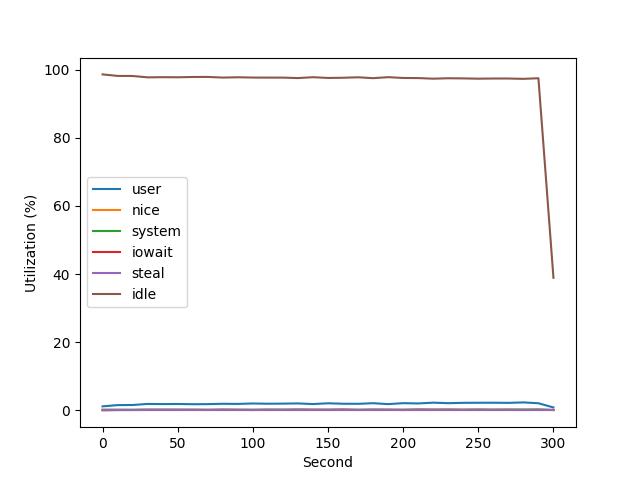 100
80
60
40
20
0
Utilization (%)
user
nice
system
iowait
steal
idle
0 50 100 150 200 250 300
Second